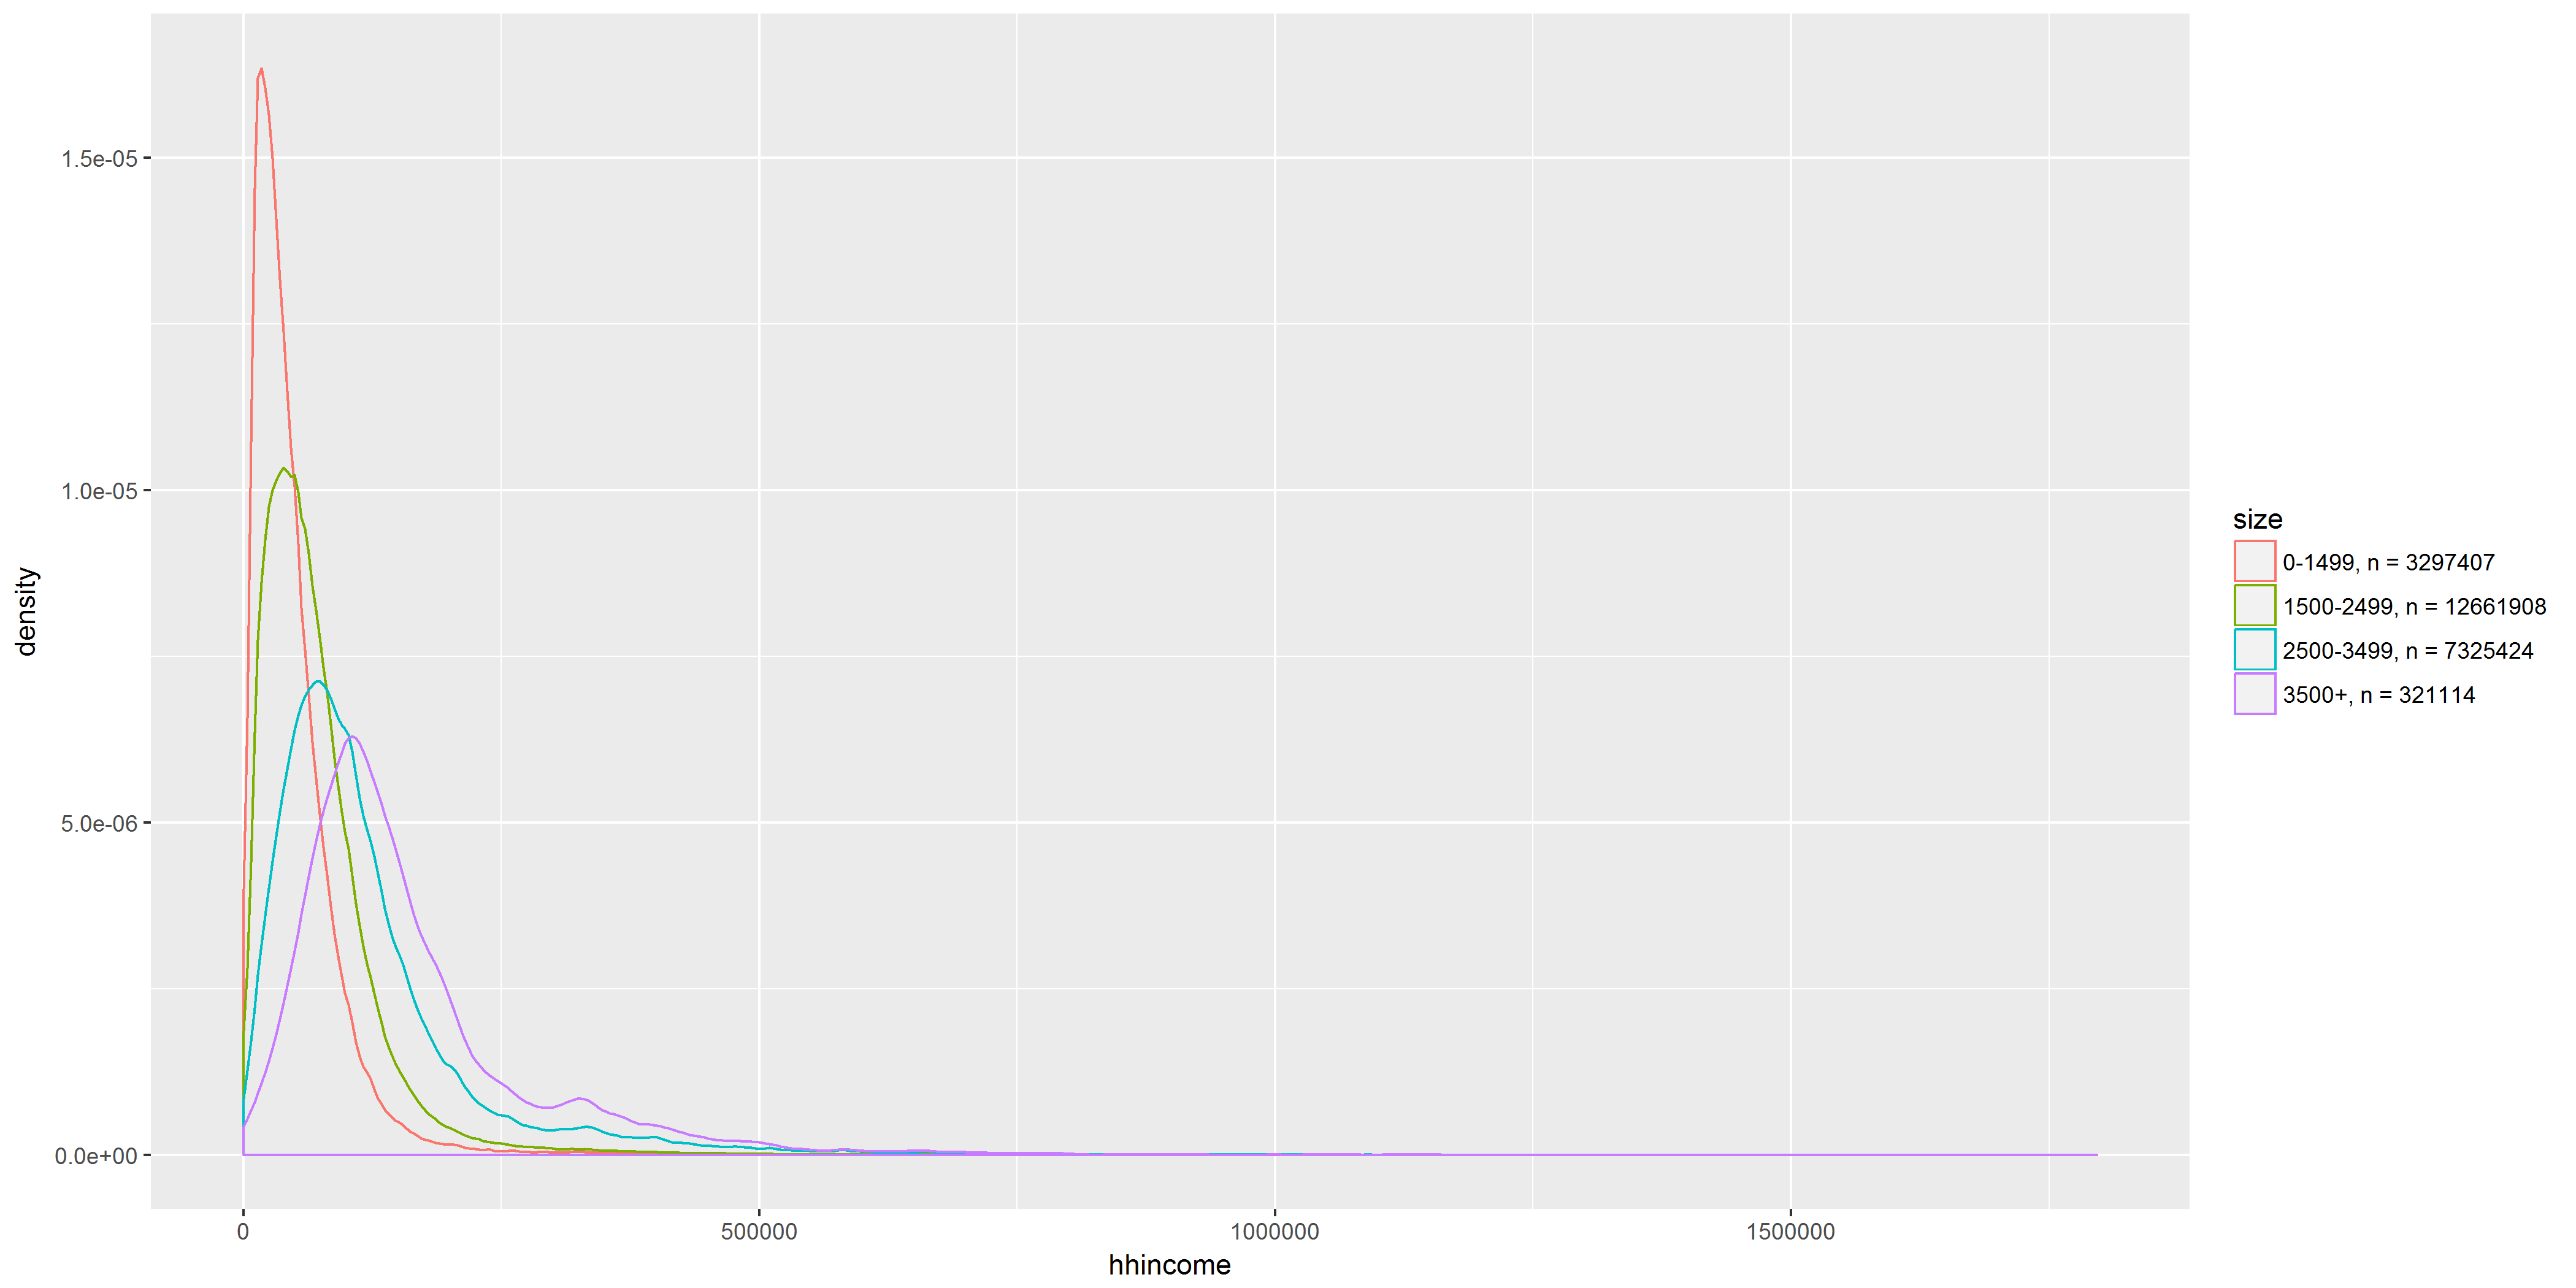 1.5e-05
1.0e-05
5.0e-06
0.0e+00
density
0 500000 1000000 1500000
hhincome
size
0-1499, n = 3297407
1500-2499, n = 12661908
2500-3499, n = 7325424
3500+, n = 321114